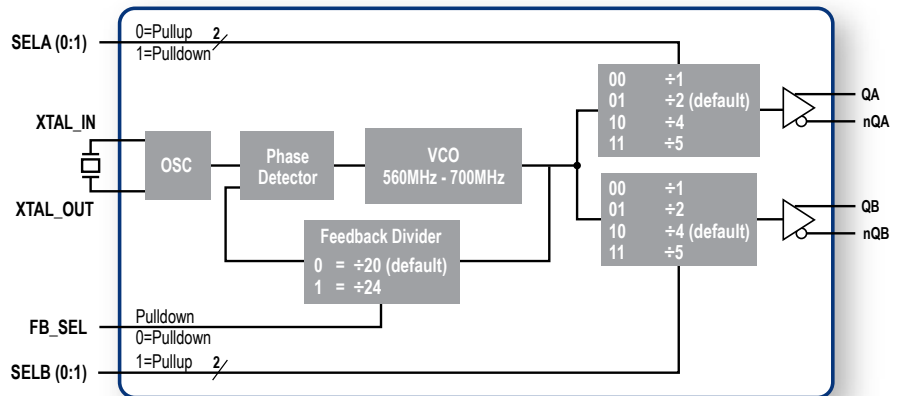 SELA (0:1)
0=Pullup 2
1=Pulldown
XTAL_IN
XTAL_OUT
OSC
Phase
Detector
VCO
560MHz - 700MHz
Feedback Divider
0 = ÷20 (default)
1 = ÷24
00 ÷1
01 ÷2 (default)
10 ÷4
11 ÷5
QA
nQA
00 ÷1
01 ÷2
10 ÷4 (default)
11 ÷5
QB
nQB
FB_SEL
Pulldown
0=Pulldown
SELB (0:1)
1=Pullup 2